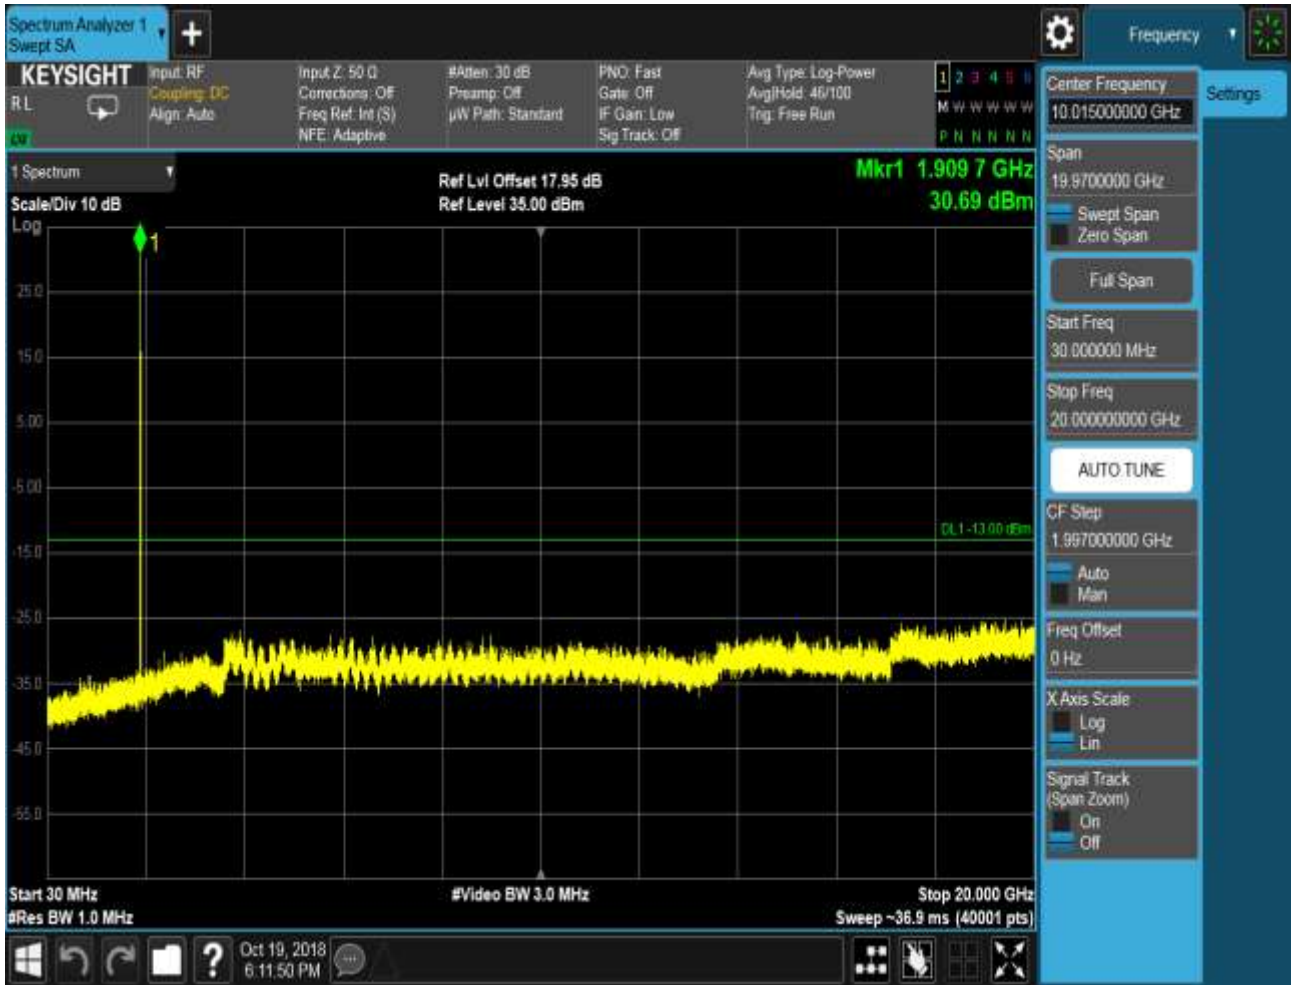 Spectrum Analyzer 1
Swept SA
Frequency
KEYSIGHT
RL
LXI
Input: RF
Coupling: DC
Align: Auto
Input Z: 50 Ω
Corrections: Off
Freq Ref: Int (S)
NFE: Adaptive
#Atten: 30 dB
Preamp: Off
µW Path: Standard
PNO: Fast
Gate: Off
IF Gain: Low
Sig Track: Off
Avg Type: Log-Power
Avg|Hold: 46/100
Trig: Free Run
1 2 3 4 5 6
M W W W W W
P N N N N N
1 Spectrum
Scale/Div 10 dB
Log
Ref Lvl Offset 17.95 dB
Ref Level 35.00 dBm
Mkr1 1.909 7 GHz
30.69 dBm
1
25.0
15.0
5.00
-5.00
-15.0
-25.0
-35.0
-45.0
-55.0
DL1 -13.00 dBm
Start 30 MHz
#Res BW 1.0 MHz
#Video BW 3.0 MHz
Stop 20.000 GHz
Sweep ~36.9 ms (40001 pts)
Center Frequency
10.015000000 GHz
Settings
Span
19.9700000 GHz
Swept Span
Zero Span
Full Span
Start Freq
30.000000 MHz
Stop Freq
20.000000000 GHz
AUTO TUNE
CF Step
1.997000000 GHz
Auto
Man
Freq Offset
0 Hz
X Axis Scale
Log
Lin
Signal Track
(Span Zoom)
On
Off
?
Oct 19, 2018
6:11:50 PM